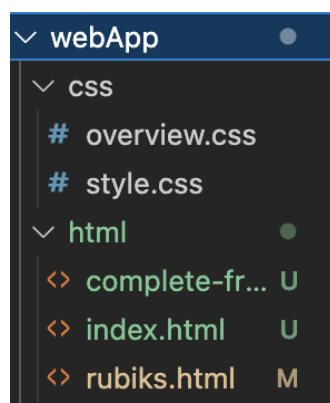 webApp
css
# overview.css
# style.css
html
<> complete-fr... U
<> index.html U
<> rubiks.html M